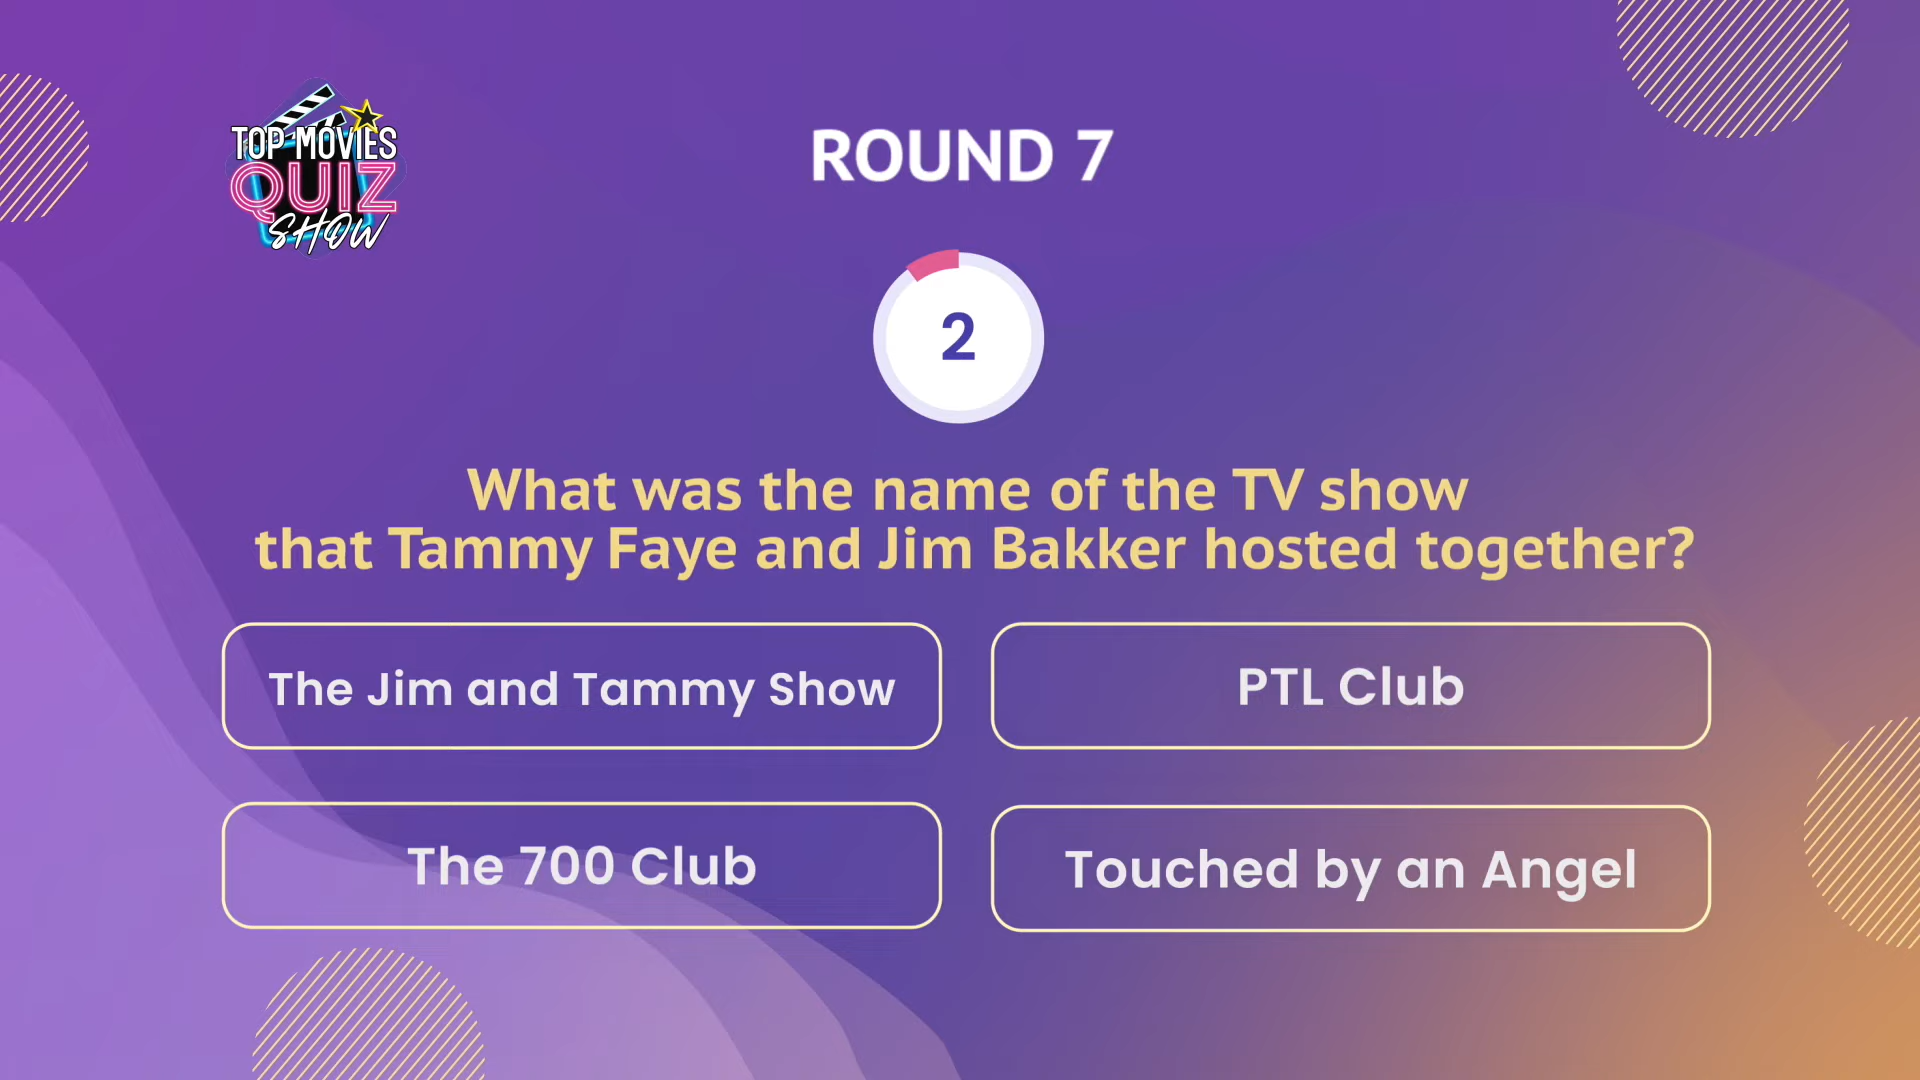 TOP MOVIES
QUIZ
SHOW
ROUND 7
2
What was the name of the TV show
that Tammy Faye and Jim Bakker hosted together?
The Jim and Tammy Show
PTL Club
The 700 Club
Touched by an Angel